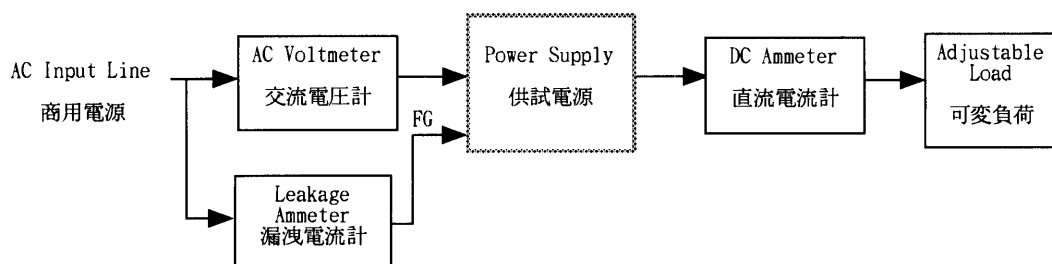 AC Input Line
商用電源
AC Voltmeter
交流電圧計
FG
Leakage
Ammeter
漏洩電流計
Power Supply
供試電源
DC Ammeter
直流電流計
Adjustable
Load
可変負荷